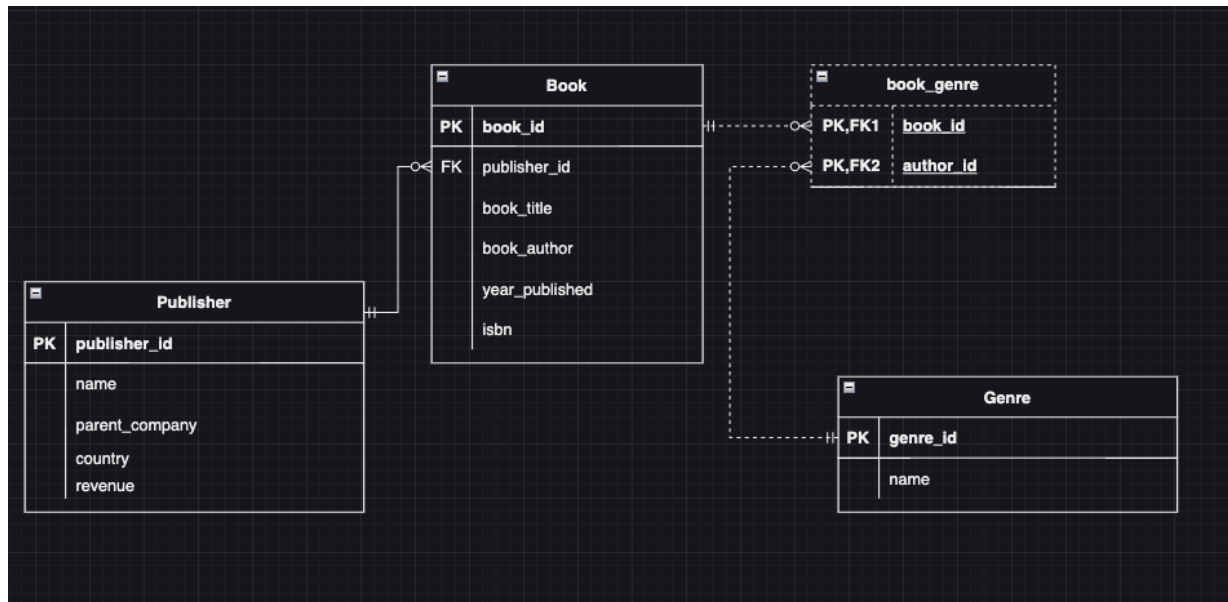 Book
PK book_id
FK publisher_id
book_title
book_author
year_published
isbn
book_genre
PK,FK1 book_id
PK,FK2 author_id
Publisher
PK publisher_id
name
parent_company
country
revenue
Genre
PK genre_id
name